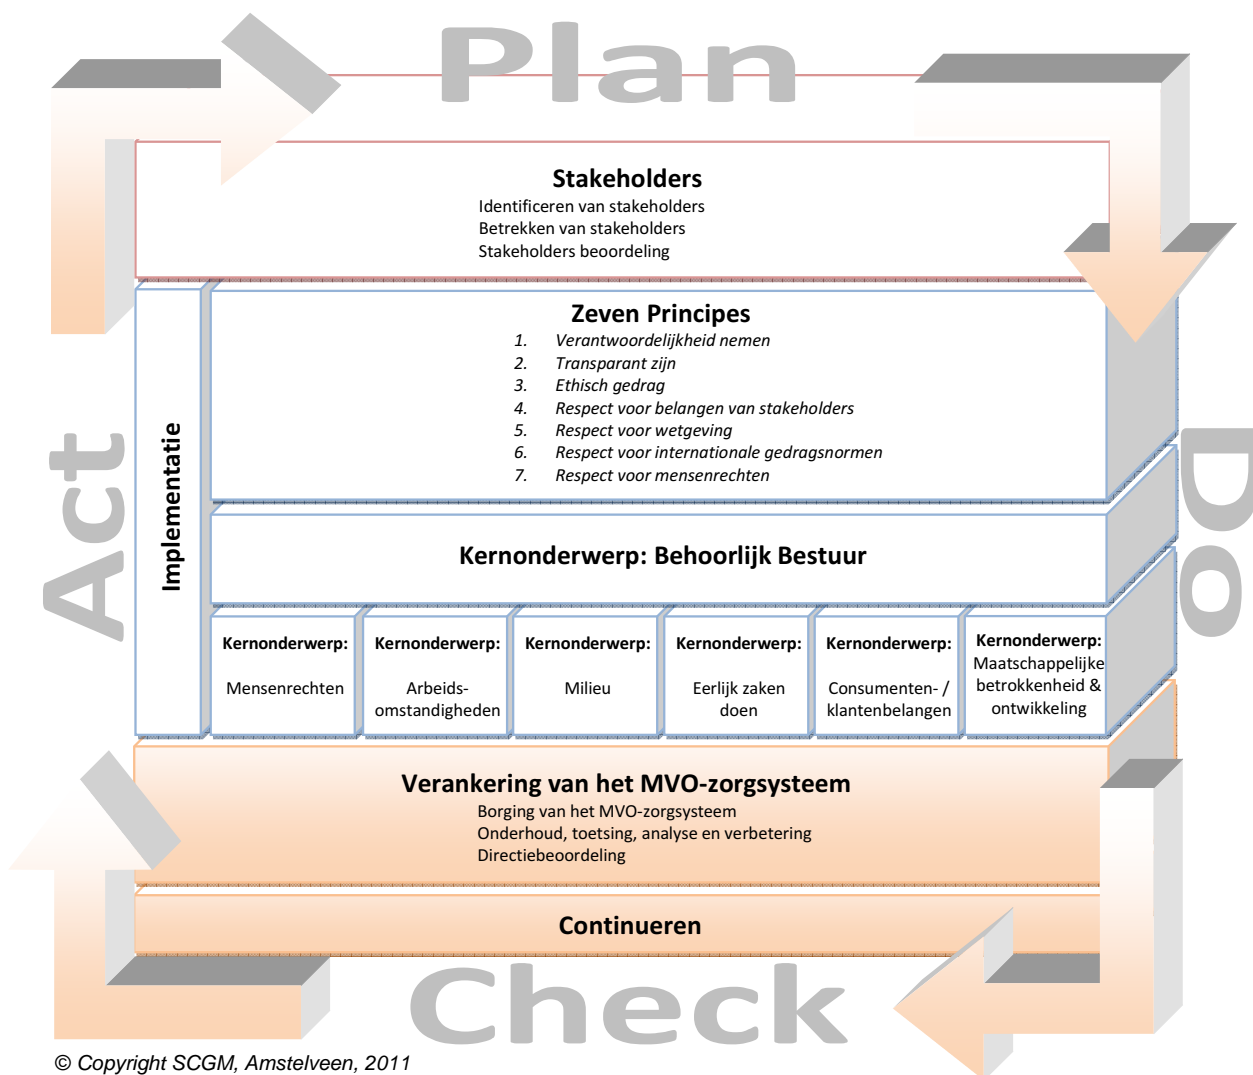 Plan
Stakeholders
Identificeren van stakeholders
Betrekken van stakeholders
Stakeholders beoordeling
Zeven Principes
1. Verantwoordelijkheid nemen
2. Transparant zijn
3. Ethisch gedrag
4. Respect voor belangen van stakeholders
5. Respect voor wetgeving
6. Respect voor internationale gedragsnormen
7. Respect voor mensenrechten
Act
Implementatie
Do
Kernonderwerp: Behoorlijk Bestuur
Kernonderwerp:
Mensenrechten
Kernonderwerp:
Arbeids-
omstandigheden
Kernonderwerp:
Milieu
Kernonderwerp:
Eerlijk zaken
doen
Kernonderwerp:
Consumenten- /
klantenbelangen
Kernonderwerp:
Maatschappelijke
betrokkenheid &
ontwikkeling
Verankering van het MVO-zorgsysteem
Borging van het MVO-zorgsysteem
Onderhoud, toetsing, analyse en verbetering
Directiebeoordeling
Continueren
Check
© Copyright SCGM, Amstelveen, 2011